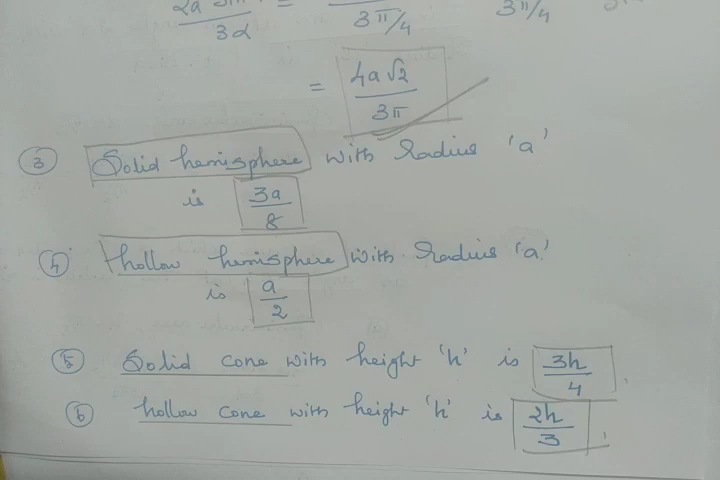 3α = 3π/4 3π/4
= 4a√2/3π
③ Solid hemisphere with radius 'a'
is 3a/8
④ hollow hemisphere with radius 'a'
is a/2
⑤ Solid cone with height 'h' is 3h/4.
⑥ hollow cone with height 'h' is 2h/3.